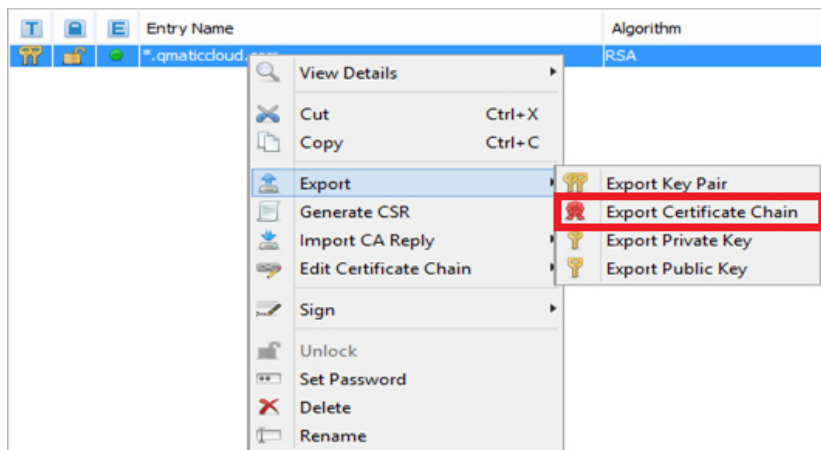 T E Entry Name Algorithm
*.qmaticcloud. RSA
View Details
Cut Ctrl+X
Copy Ctrl+C
Export
Export Key Pair
Generate CSR
Export Certificate Chain
Import CA Reply
Export Private Key
Edit Certificate Chain
Export Public Key
Sign
Unlock
Set Password
Delete
Rename